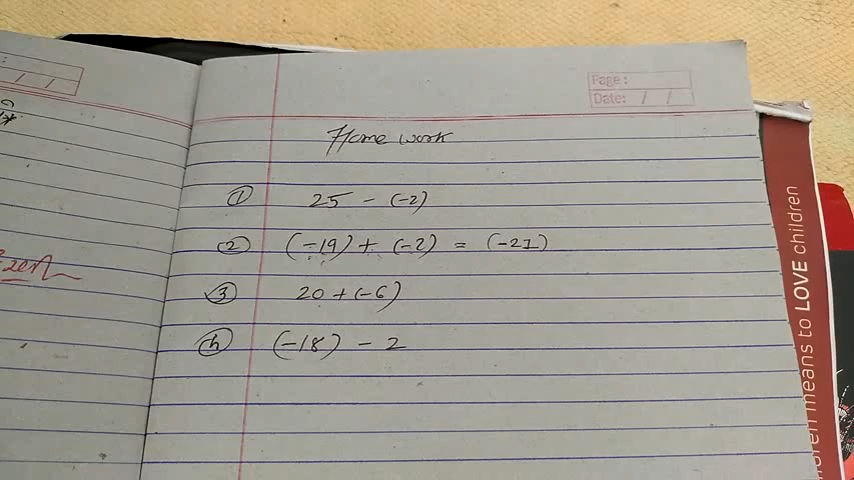 Page:
Date: / /
Home work
① 25 - (-2)
② (-19) + (-2) = (-21)
③ 20 + (-6)
④ (-18) - 2
means to LOVE children